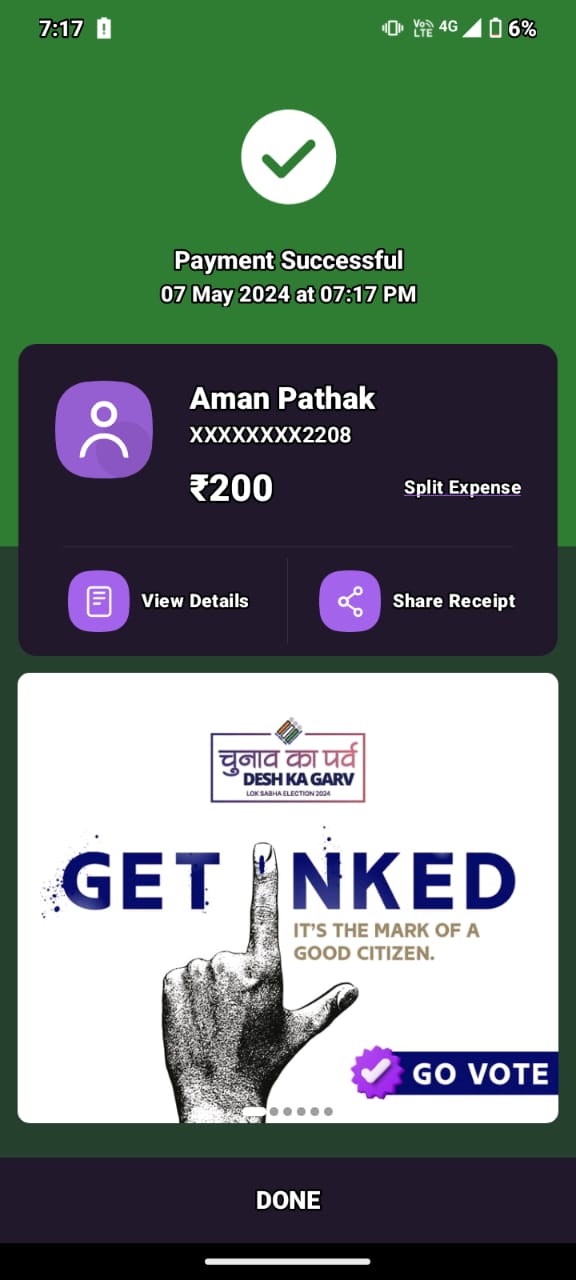 7:17
Vo LTE 4G 6%
Payment Successful
07 May 2024 at 07:17 PM
Aman Pathak
XXXXXXXX2208
₹200
Split Expense
View Details
Share Receipt
चुनाव का पर्व
DESH KA GARV
LOK SABHA ELECTION 2024
GET INKED
IT'S THE MARK OF A
GOOD CITIZEN.
GO VOTE
DONE